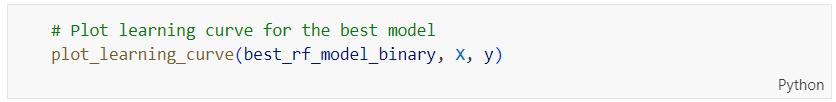 # Plot learning curve for the best model
plot_learning_curve(best_rf_model_binary, X, y)
Python